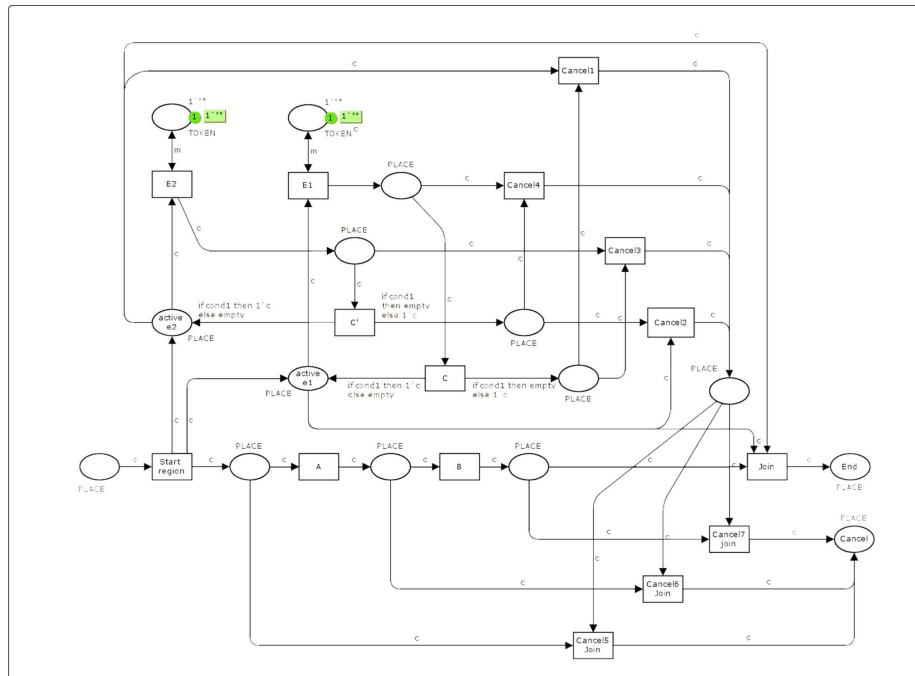 c
Cancel1
c
c
1`""
1 1`""
TOKEN
1`""
1 1`""
TOKEN
c
m
m
PLACE
E2
E1
c
Cancel4
c
PLACE
c
c
Cancel3
c
c
c
c
c
c
if cond1 then 1`c
else empty
if cond1
then empty
else 1`c
active
e2
PLACE
C'
PLACE
c
c
Cancel2
c
active
e1
PLACE
if cond1 then 1`c
else empty
C
if cond1 then empty
else 1`c
PLACE
c
PLACE
c
c
PLACE
PLACE
PLACE
c
PLACE
c
Start
region
c
c
A
c
c
B
c
c
c
Join
c
End
PLACE
PLACE
c
Cancel7
join
c
Cancel
c
c
Cancel6
Join
c
c
Cancel5
Join
c